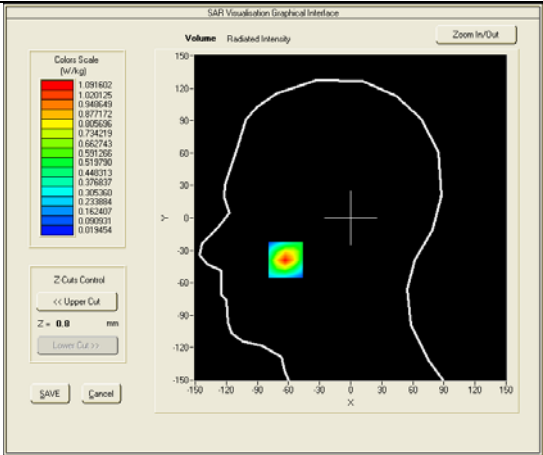 SAR Visualisation Graphical Interface
Volume Radiated Intensity
Zoom In/Out
Colors Scale
(W/kg)
1.091602
1.020125
0.948649
0.877172
0.805696
0.734219
0.662743
0.591266
0.519790
0.448313
0.376837
0.305360
0.233884
0.162407
0.090931
0.019454
Z-Cuts Control
<< Upper Cut
Z = 0.8 mm
Lower Cut >>
SAVE Cancel
150-
120-
90-
60-
30-
Y 0-
-30-
-60-
-90-
-120-
-150-
-150 -120 -90 -60 -30 0 30 60 90 120 150
X